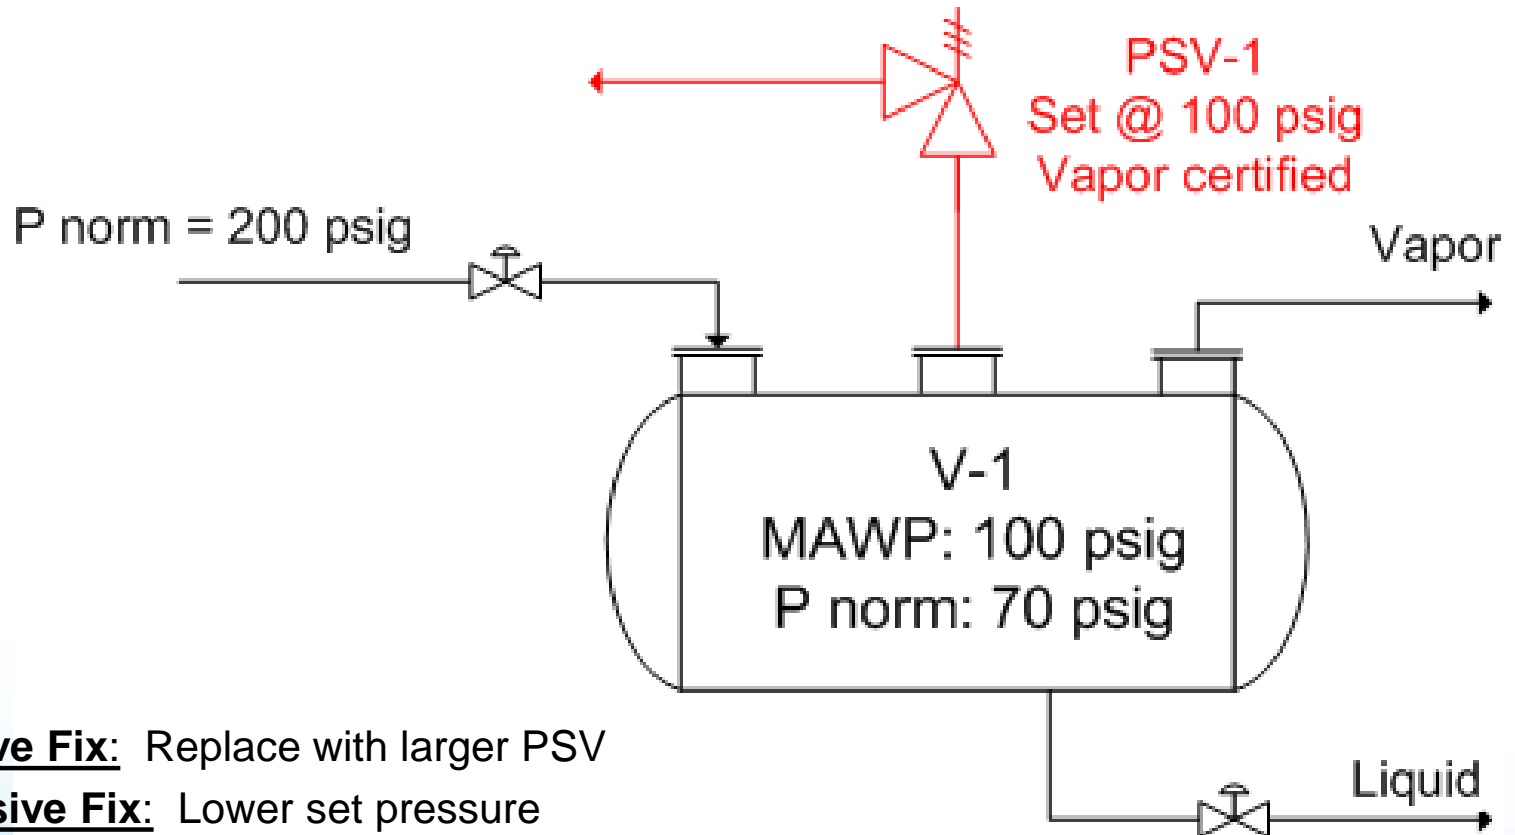 PSV-1
Set @ 100 psig
Vapor certified
P norm = 200 psig
Vapor
V-1
MAWP: 100 psig
P norm: 70 psig
Fix: Replace with larger PSV
Fix: Lower set pressure
Liquid